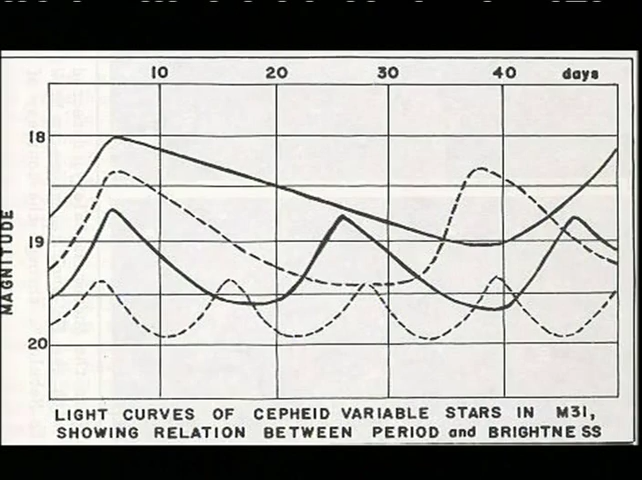 10 20 30 40 days
18
19
20
MAGNITUDE
LIGHT CURVES OF CEPHEID VARIABLE STARS IN M31,
SHOWING RELATION BETWEEN PERIOD and BRIGHTNESS